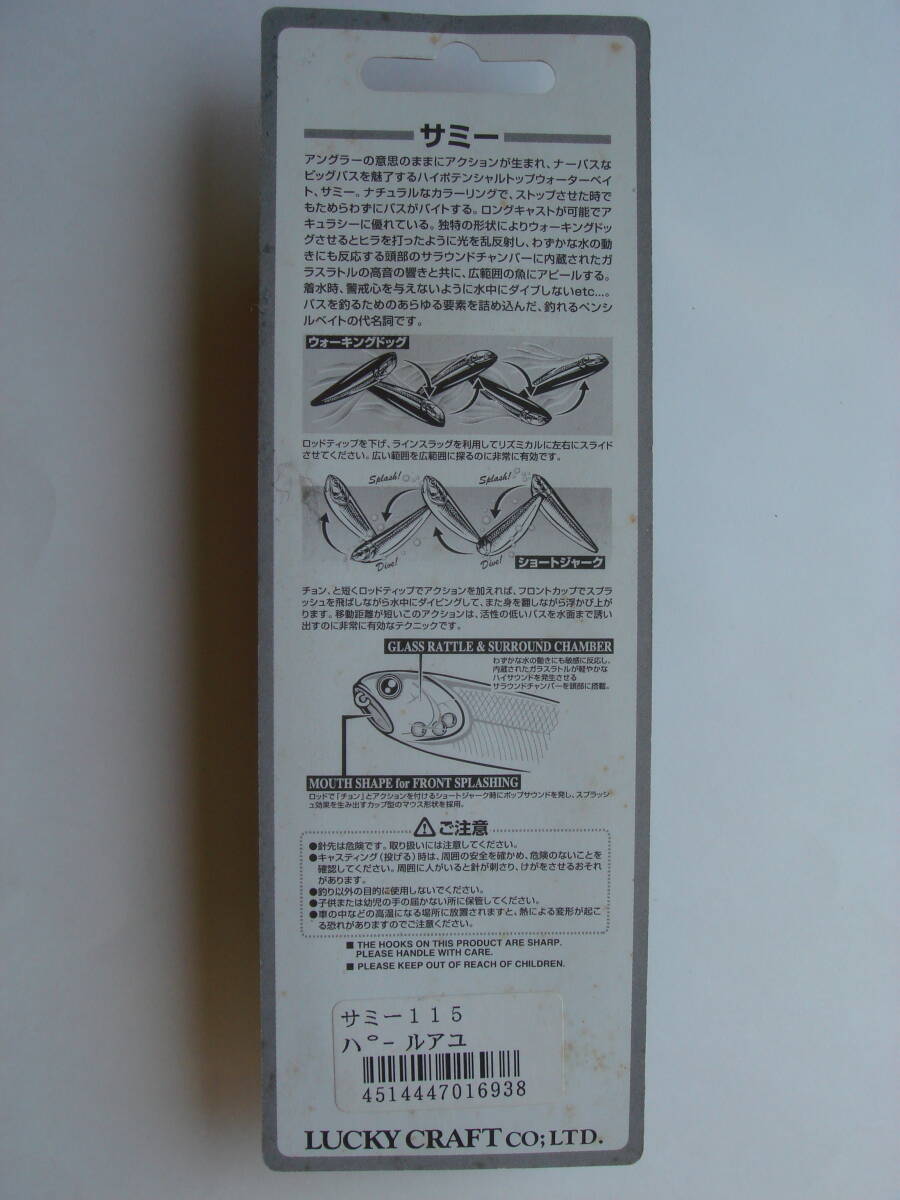 サミー
アングラーの意思のままにアクションが生まれ、ナーバスな
ビッグバスを魅了するハイポテンシャルトップウォーターベイ
ト、サミー。ナチュラルなカラーリングで、ストップさせた時で
もためらわずにバスがバイトする。ロングキャストが可能でア
キュラシーに優れている。独特の形状によりウォーキングドッ
グさせるとヒラを打ったように光を乱反射し、わずかな水の動
きにも反応する頭部のサラウンドチャンバーに内蔵されたガ
ラスラトルの高音の響きと共に、広範囲の魚にアピールする。
着水時、警戒心を与えないように水中にダイブしないetc...。
バスを釣るためのあらゆる要素を詰め込んだ、釣れるペンシ
ルベイトの代名詞です。
ウォーキングドッグ
ロッドティップを下げ、ラインスラッグを利用してリズミカルに左右にスライド
させてください。広い範囲を広範囲に探るのに非常に有効です。
Splash! Splash!
Dive! Dive!
ショートジャーク
チョン、と短くロッドティップでアクションを加えれば、フロントカップでスプラ
ッシュを飛ばしながら水中にダイビングして、また身を翻しながら浮かび上が
ります。移動距離が短いこのアクションは、活性の低いバスを水面まで誘い
出すのに非常に有効なテクニックです。
GLASS RATTLE & SURROUND CHAMBER
わずかな水の動きにも敏感に反応し、
内蔵されたガラスラトルが軽やかな
ハイサウンドを発生させる
サラウンドチャンバーを頭部に搭載。
MOUTH SHAPE for FRONT SPLASHING
ロッドで「チョン」とアクションを付けるショートジャーク時にポップサウンドを発し、スプラッシ
ュ効果を生み出すカップ型のマウス形状を採用。
⚠ご注意
●針先は危険です。取り扱いには注意してください。
●キャスティング（投げる）時は、周囲の安全を確かめ、危険のないことを
確認してください。周囲に人がいると針が刺さり、けがをさせるおそれ
があります。
●釣り以外の目的に使用しないでください。
●子供または幼児の手の届かない所に保管してください。
●車の中などの高温になる場所に放置されますと、熱による変形が起こ
る恐れがありますのでご注意ください。
■ THE HOOKS ON THIS PRODUCT ARE SHARP.
PLEASE HANDLE WITH CARE.
■ PLEASE KEEP OUT OF REACH OF CHILDREN.
サミー１１５
ハ゜－ルアユ
4514447016938
LUCKY CRAFT CO;LTD.